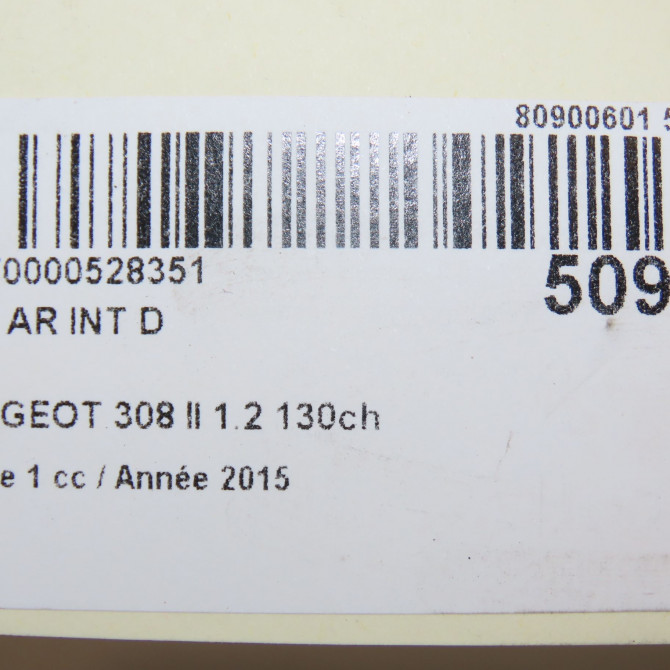 80900601 5
0000528351
509
AR INT D
GEOT 308 II 1.2 130ch
e 1 cc / Année 2015